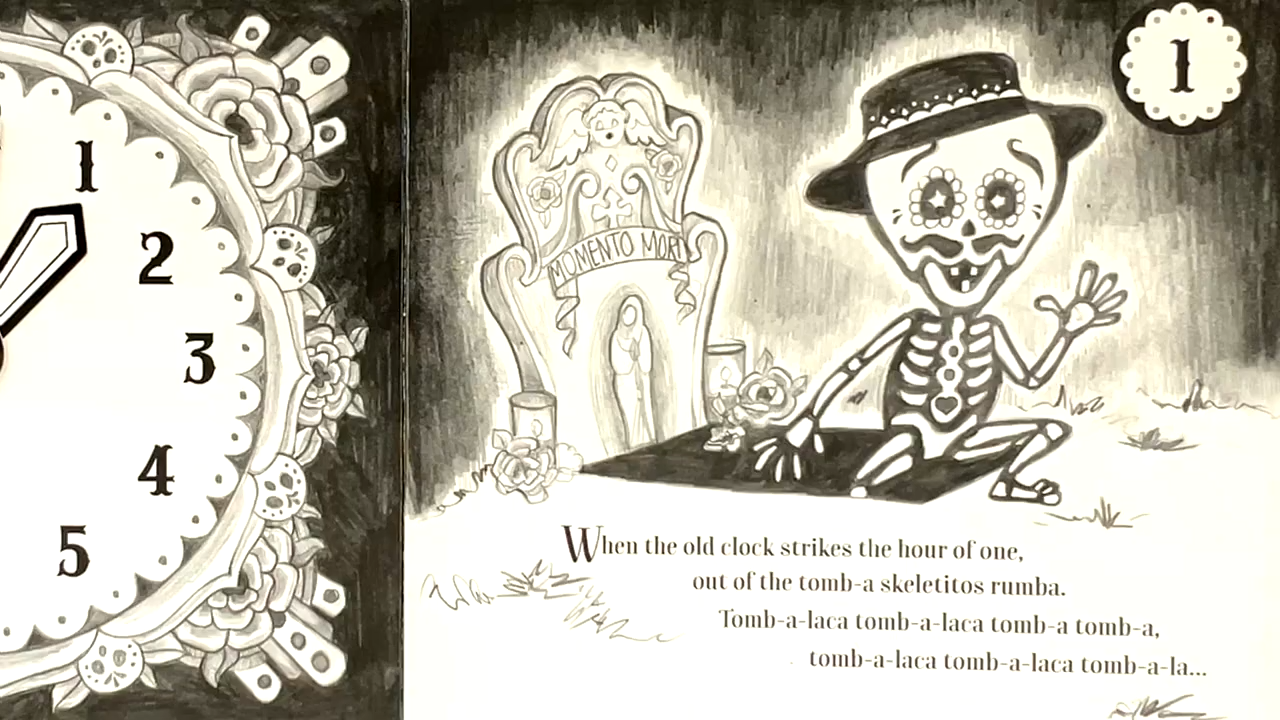 1
2
3
4
5
1
MOMENTO MORI
When the old clock strikes the hour of one,
out of the tomb-a skeletitos rumba.
Tomb-a-laca tomb-a-laca tomb-a tomb-a,
tomb-a-laca tomb-a-laca tomb-a-la...